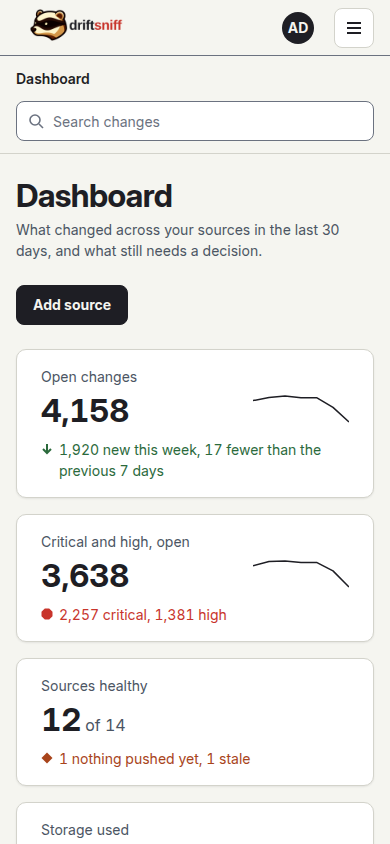 driftsniff
AD
Dashboard
Search changes
Dashboard
What changed across your sources in the last 30
days, and what still needs a decision.
Add source
Open changes
4,158
1,920 new this week, 17 fewer than the
previous 7 days
Critical and high, open
3,638
2,257 critical, 1,381 high
Sources healthy
12 of 14
1 nothing pushed yet, 1 stale
Storage used